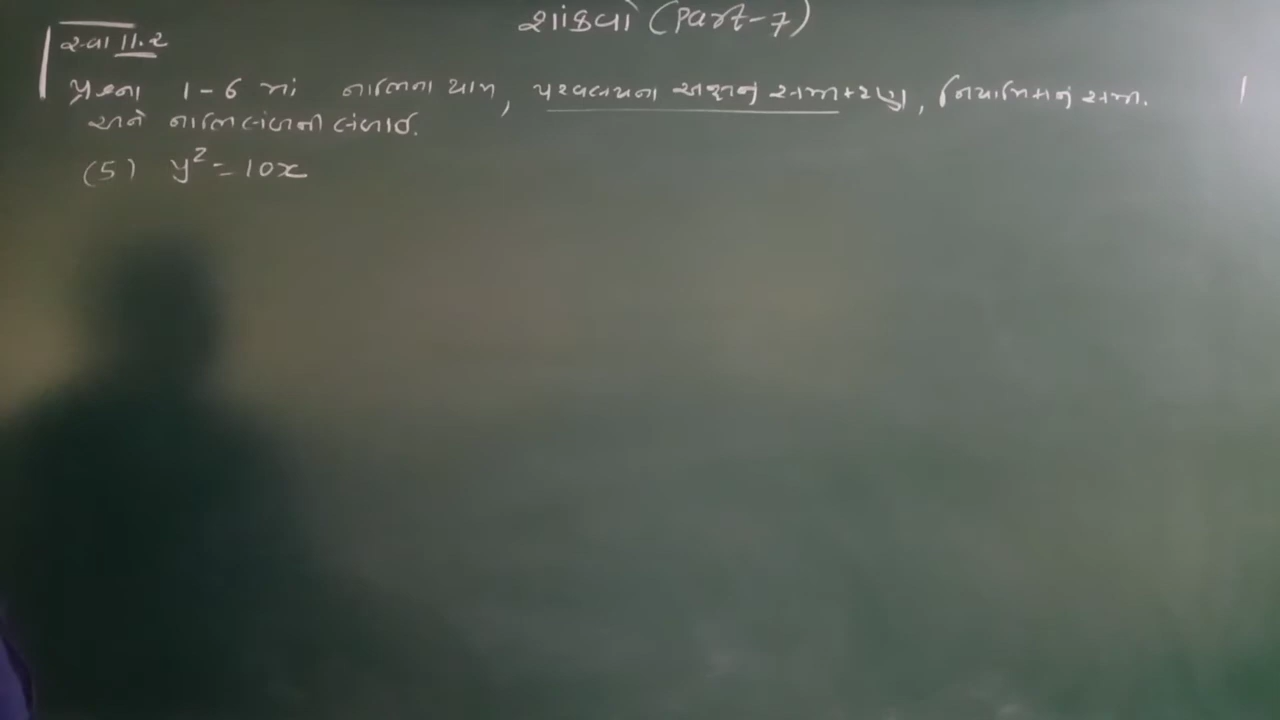 શાંકવો (Part-7)
સ્વા 11.2
પ્રશ્ન 1-6 માં નાભિના યામ, પરવલયના અક્ષનું સમીકરણ, નિયામિકાનું સમી.
અને નાભિલંબની લંબાઈ.
(5) y² = 10x